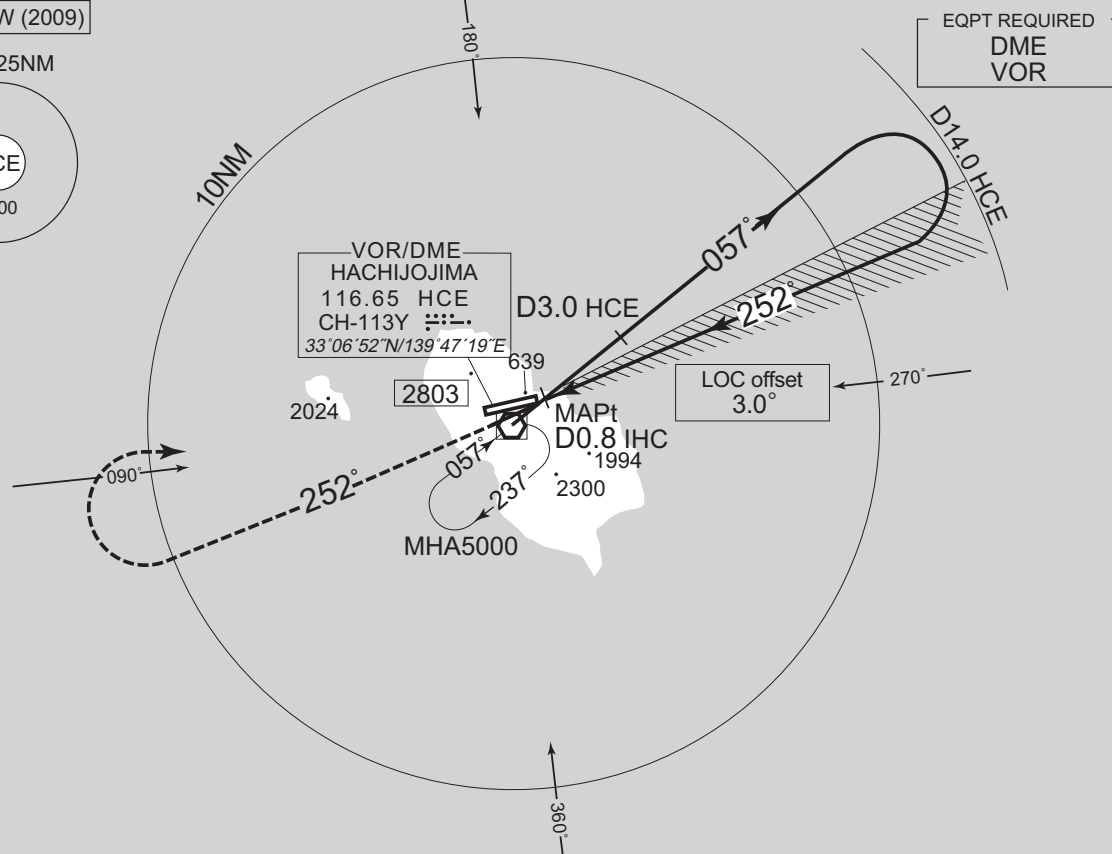 W (2009)
25NM
CE
00
180°
EQPT REQUIRED
DME
VOR
10NM
D14.0 HCE
VOR/DME
HACHIJOJIMA
116.65 HCE
CH-113Y
33°06´52˝N/139°47´19˝E
057°
D3.0 HCE
252°
639
2803
2024
LOC offset
3.0°
270°
MAPt
D0.8 IHC
1994
2300
057°
237°
MHA5000
090°
252°
360°